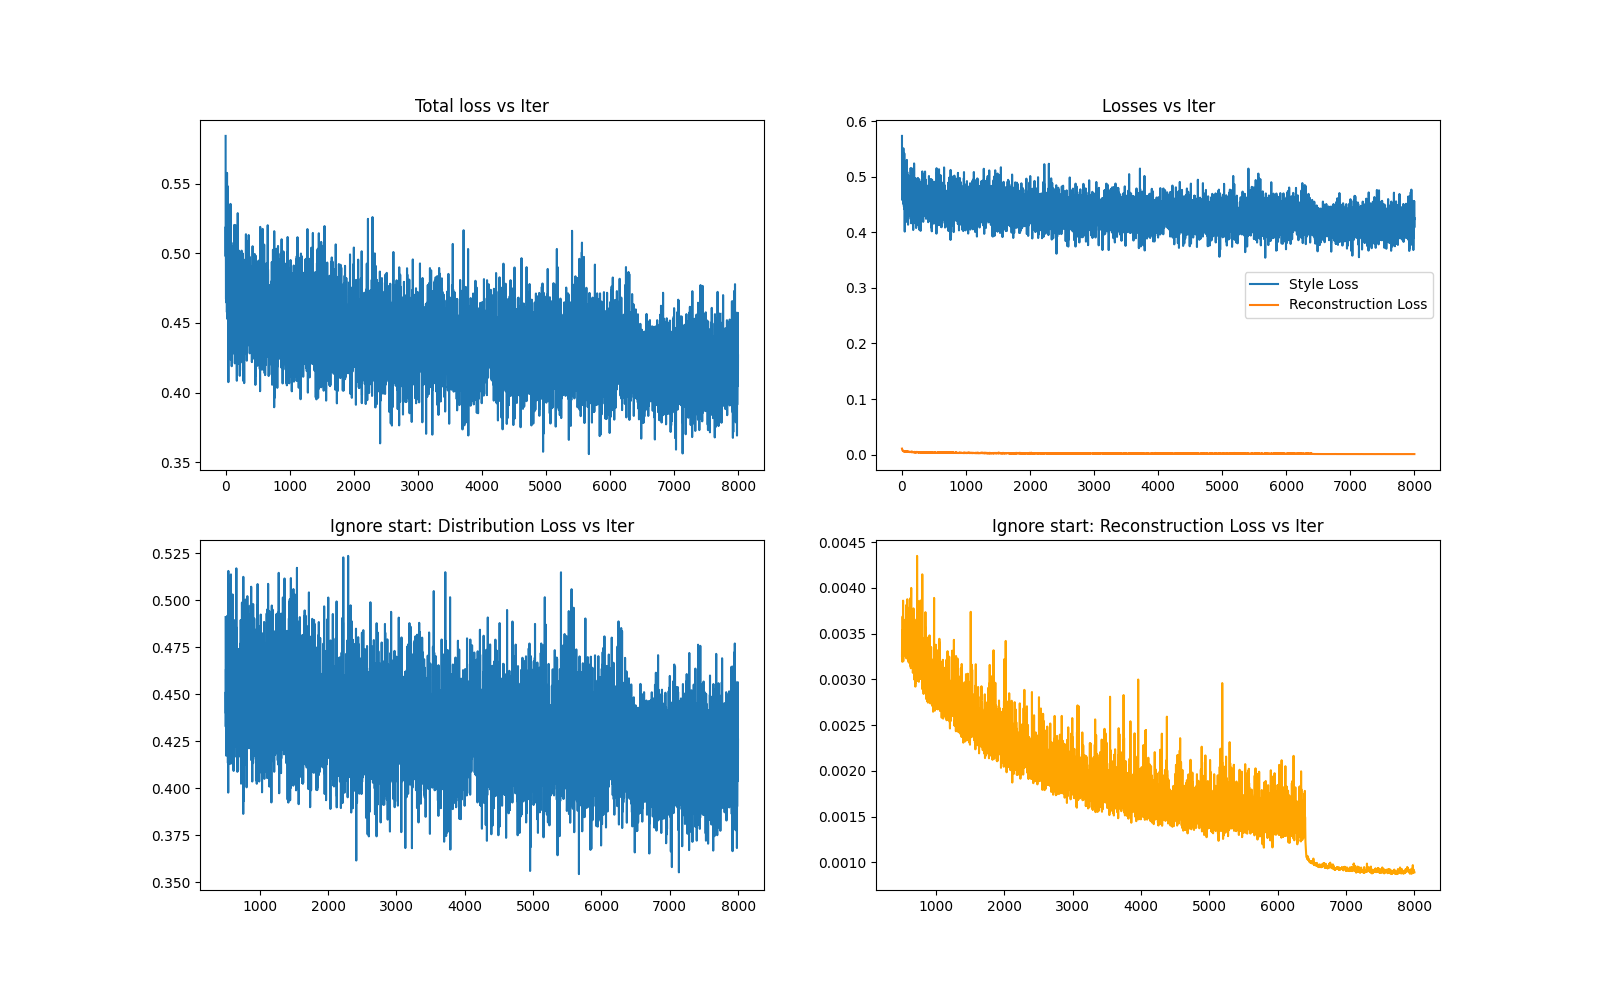 Total loss vs Iter
0.55
0.50
0.45
0.40
0.35
0 1000 2000 3000 4000 5000 6000 7000 8000
Losses vs Iter
0.6
0.5
0.4
0.3
0.2
0.1
0.0
Style Loss
Reconstruction Loss
0 1000 2000 3000 4000 5000 6000 7000 8000
Ignore start: Distribution Loss vs Iter
0.525
0.500
0.475
0.450
0.425
0.400
0.375
0.350
1000 2000 3000 4000 5000 6000 7000 8000
Ignore start: Reconstruction Loss vs Iter
0.0045
0.0040
0.0035
0.0030
0.0025
0.0020
0.0015
0.0010
1000 2000 3000 4000 5000 6000 7000 8000